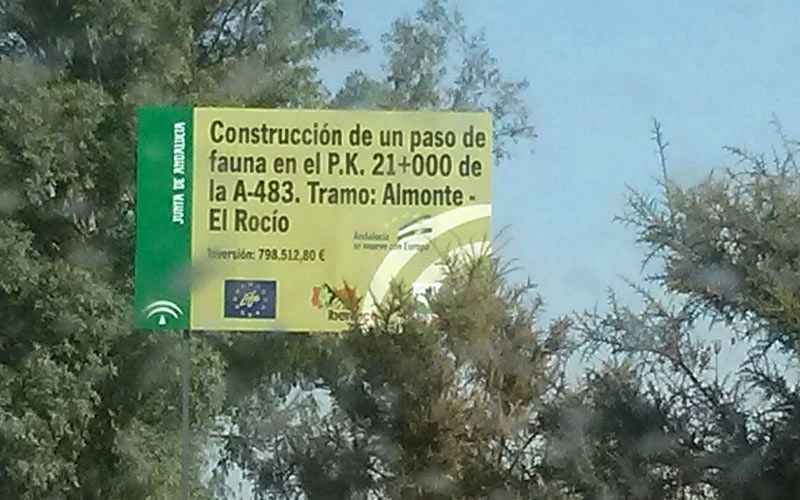 JUNTA DE ANDALUCIA
Construcción de un paso de
fauna en el P.K. 21+000 de
la A-483. Tramo: Almonte -
El Rocío
Inversión: 798.512,80 €
Andalucía
se mueve con Europa
life